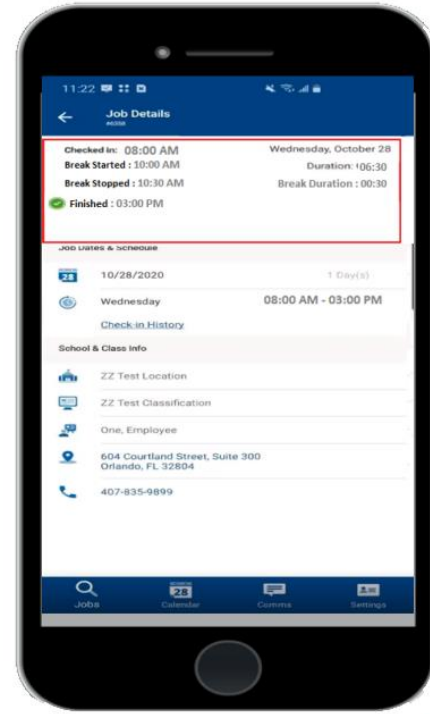 11:22
Job Details
#6358
Checked in: 08:00 AM Wednesday, October 28
Break Started : 10:00 AM Duration: 06:30
Break Stopped : 10:30 AM Break Duration : 00:30
Finished : 03:00 PM
Job Dates & Schedule
28 10/28/2020 1 Day(s)
Wednesday 08:00 AM - 03:00 PM
Check-in History
School & Class Info
ZZ Test Location
ZZ Test Classification
One, Employee
604 Courtland Street, Suite 300
Orlando, FL 32804
407-835-9899
28
Jobs Calendar Comms Settings